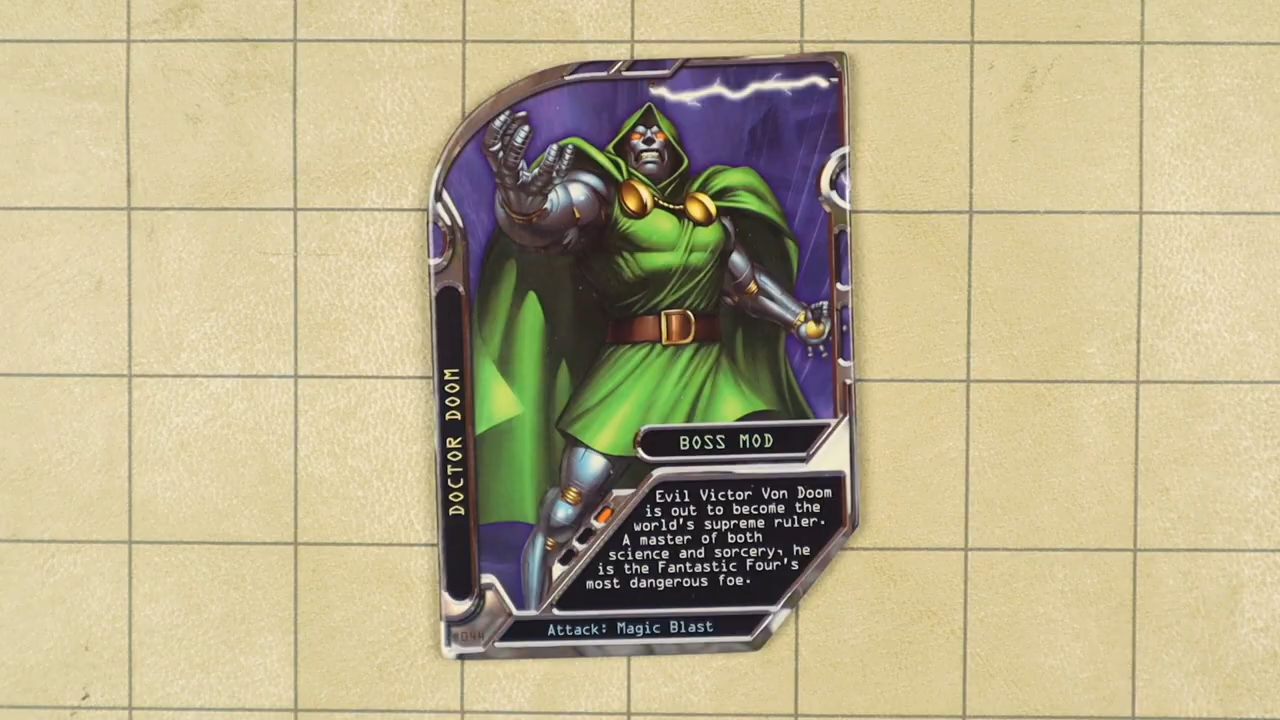 DOCTOR DOOM
BOSS MOD
Evil Victor Von Doom
is out to become the
world's supreme ruler.
A master of both
science and sorcery, he
is the Fantastic Four's
most dangerous foe.
#044
Attack: Magic Blast